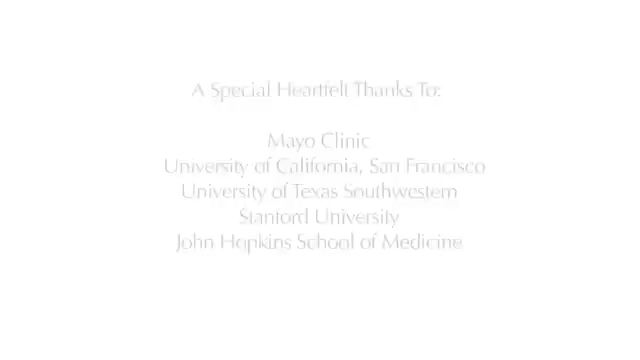 A Special Heartfelt Thanks To:
Mayo Clinic
University of California, San Francisco
University of Texas Southwestern
Stanford University
John Hopkins School of Medicine